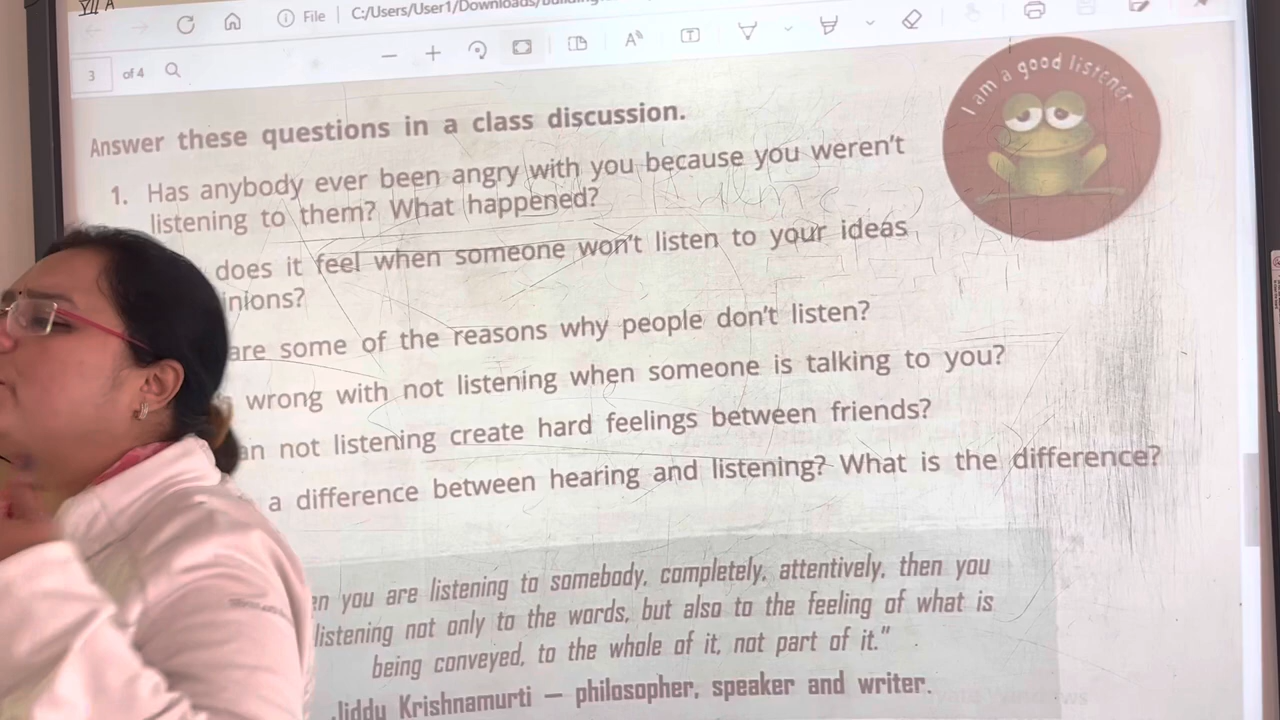 VII A
File | C:/Users/User1/Downloads/
3 of 4
I am a good listener
Answer these questions in a class discussion.
1. Has anybody ever been angry with you because you weren't
listening to them? What happened?
does it feel when someone won't listen to your ideas
inions?
are some of the reasons why people don't listen?
wrong with not listening when someone is talking to you?
an not listening create hard feelings between friends?
a difference between hearing and listening? What is the difference?
en you are listening to somebody, completely, attentively, then you
listening not only to the words, but also to the feeling of what is
being conveyed, to the whole of it, not part of it."
Jiddu Krishnamurti — philosopher, speaker and writer.